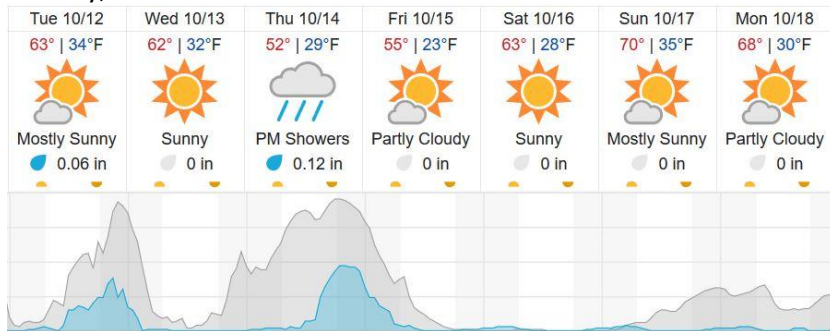 Tue 10/12 Wed 10/13 Thu 10/14 Fri 10/15 Sat 10/16 Sun 10/17 Mon 10/18
63° | 34°F 62° | 32°F 52° | 29°F 55° | 23°F 63° | 28°F 70° | 35°F 68° | 30°F
Mostly Sunny Sunny PM Showers Partly Cloudy Sunny Mostly Sunny Partly Cloudy
0.06 in 0 in 0.12 in 0 in 0 in 0 in 0 in